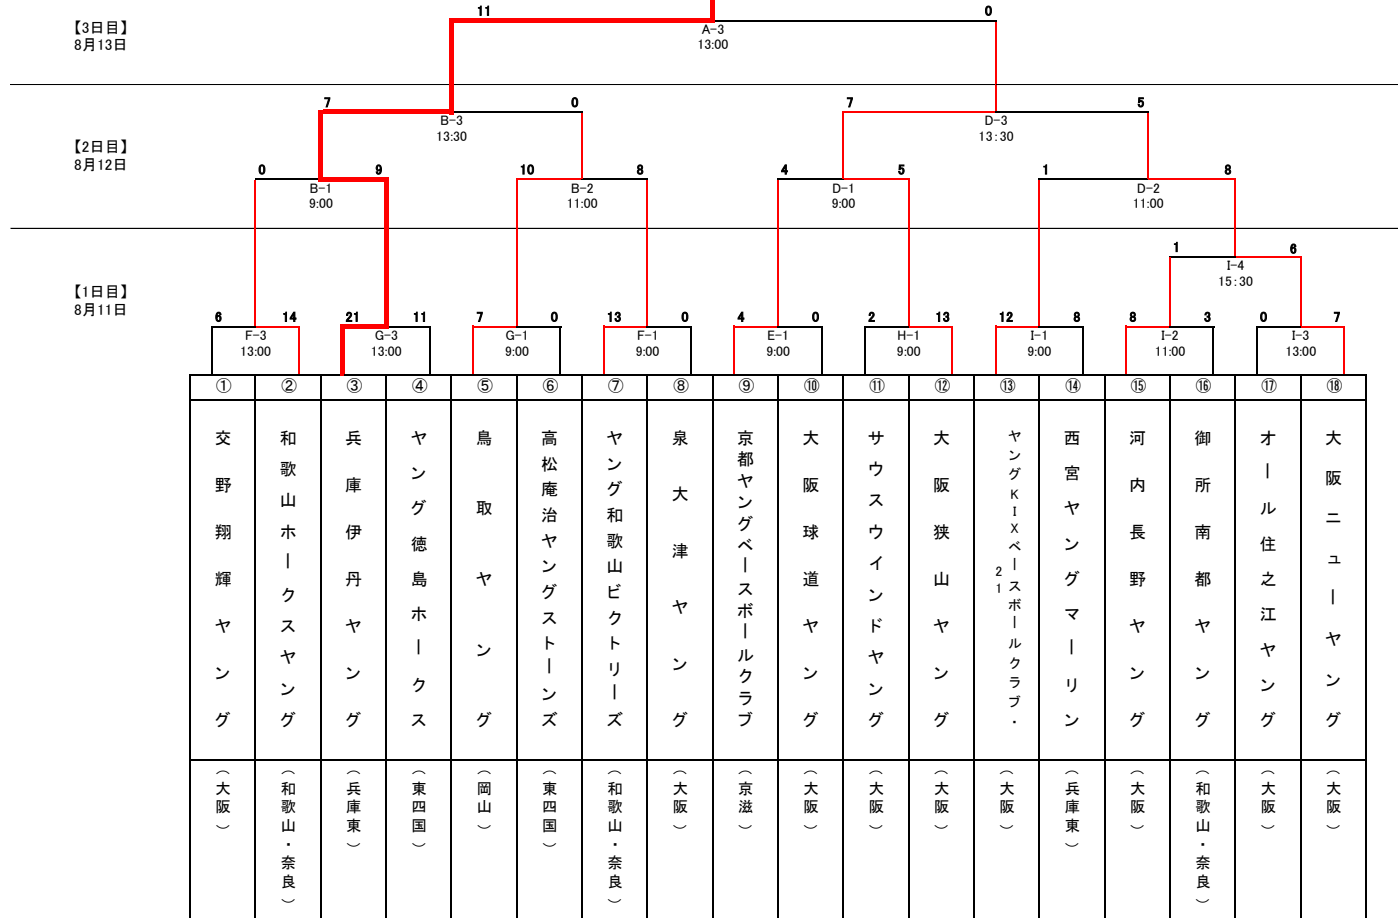 11 0
【3日目】
8月13日
A-3
13:00
7 0 7 5
B-3 D-3
13:30 13:30
【2日目】
8月12日
0 9 10 8 4 5 1 8
B-1 B-2 D-1 D-2
9:00 11:00 9:00 11:00
1 6
I-4
15:30
【1日目】
8月11日
6 14 21 11 7 0 13 0 4 0 2 13 12 8 8 3 0 7
F-3 G-3 G-1 F-1 E-1 H-1 I-1 I-2 I-3
13:00 13:00 9:00 9:00 9:00 9:00 9:00 11:00 13:00
① ② ③ ④ ⑤ ⑥ ⑦ ⑧ ⑨ ⑩ ⑪ ⑫ ⑬ ⑭ ⑮ ⑯ ⑰ ⑱
交野翔輝ヤング
和歌山ホークスヤング
兵庫伊丹ヤング
ヤング徳島ホークス
鳥取ヤング
高松庵治ヤングストーンズ
ヤング和歌山ビクトリーズ
泉大津ヤング
京都ヤングベースボールクラブ
大阪球道ヤング
サウスウインドヤング
大阪狭山ヤング
ヤングKIXベースボールクラブ・
21
西宮ヤングマーリン
河内長野ヤング
御所南都ヤング
オール住之江ヤング
大阪ニューヤング
（大阪）
（和歌山・奈良）
（兵庫東）
（東四国）
（岡山）
（東四国）
（和歌山・奈良）
（大阪）
（京滋）
（大阪）
（大阪）
（大阪）
（大阪）
（兵庫東）
（大阪）
（和歌山・奈良）
（大阪）
（大阪）